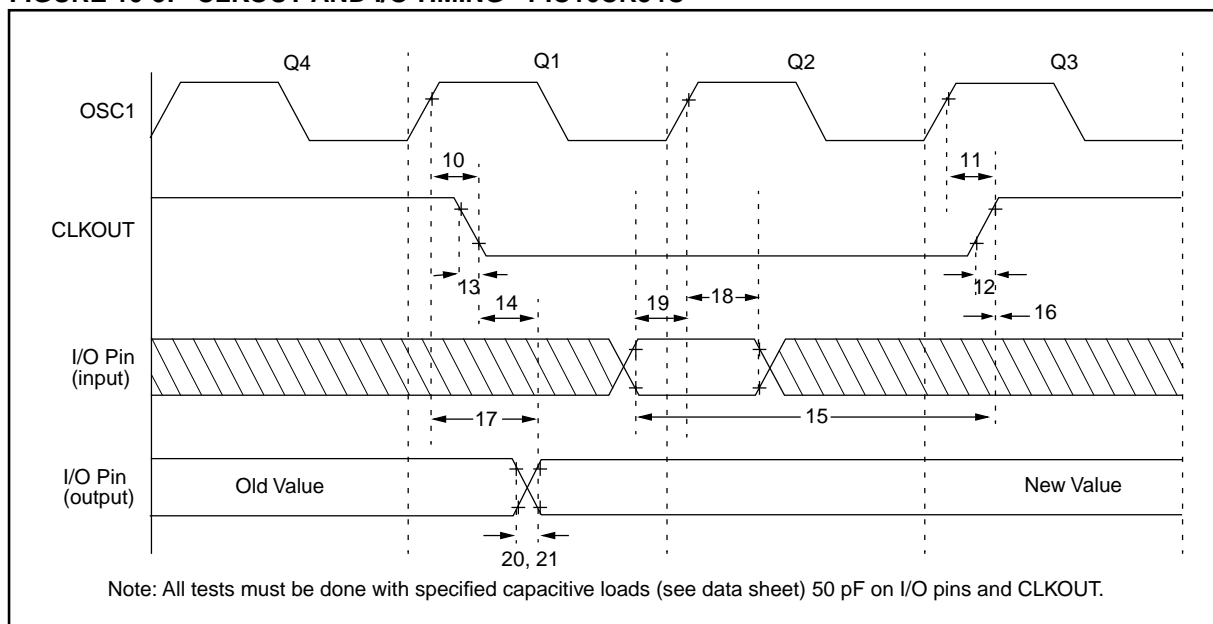 Q4 Q1 Q2 Q3
OSC1
10 11
CLKOUT
13 12
14 19 18 16
I/O Pin
(input)
17 15
I/O Pin
(output)
Old Value New Value
20, 21
Note: All tests must be done with specified capacitive loads (see data sheet) 50 pF on I/O pins and CLKOUT.